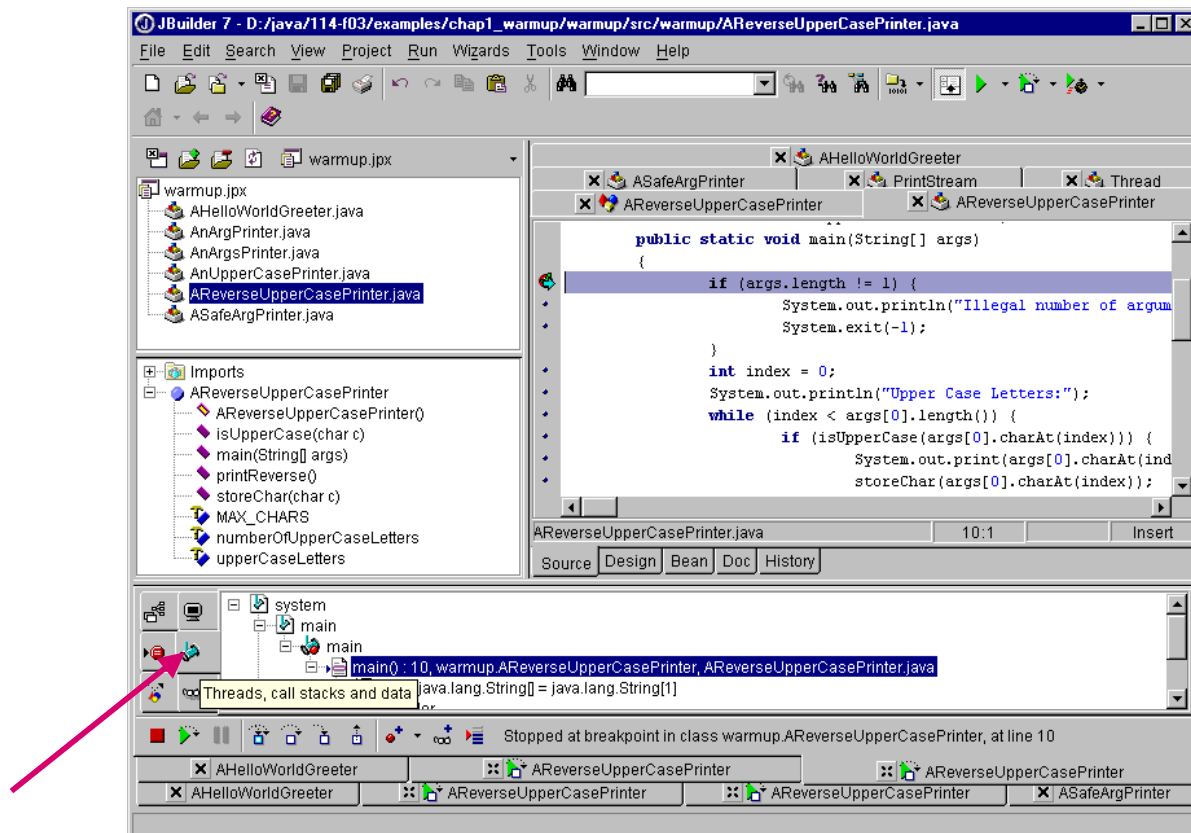 JBuilder 7 - D:/java/114-f03/examples/chap1_warmup/warmup/src/warmup/AReverseUpperCasePrinter.java
File Edit Search View Project Run Wizards Tools Window Help
warmup.jpx
warmup.jpx
AHelloWorldGreeter.java
AnArgPrinter.java
AnArgsPrinter.java
AnUpperCasePrinter.java
AReverseUpperCasePrinter.java
ASafeArgPrinter.java
Imports
AReverseUpperCasePrinter
AReverseUpperCasePrinter()
isUpperCase(char c)
main(String[] args)
printReverse()
storeChar(char c)
MAX_CHARS
numberOfUpperCaseLetters
upperCaseLetters
AHelloWorldGreeter
ASafeArgPrinter PrintStream Thread
AReverseUpperCasePrinter AReverseUpperCasePrinter
public static void main(String[] args)
{
if (args.length != 1) {
System.out.println("Illegal number of argum
System.exit(-1);
}
int index = 0;
System.out.println("Upper Case Letters:");
while (index < args[0].length()) {
if (isUpperCase(args[0].charAt(index))) {
System.out.print(args[0].charAt(ind
storeChar(args[0].charAt(index));
AReverseUpperCasePrinter.java 10:1 Insert
Source Design Bean Doc History
system
main
main
main() : 10, warmup.AReverseUpperCasePrinter, AReverseUpperCasePrinter.java
Threads, call stacks and data java.lang.String[] = java.lang.String[1]
Stopped at breakpoint in class warmup.AReverseUpperCasePrinter, at line 10
AHelloWorldGreeter AReverseUpperCasePrinter AReverseUpperCasePrinter
AHelloWorldGreeter AReverseUpperCasePrinter AReverseUpperCasePrinter ASafeArgPrinter